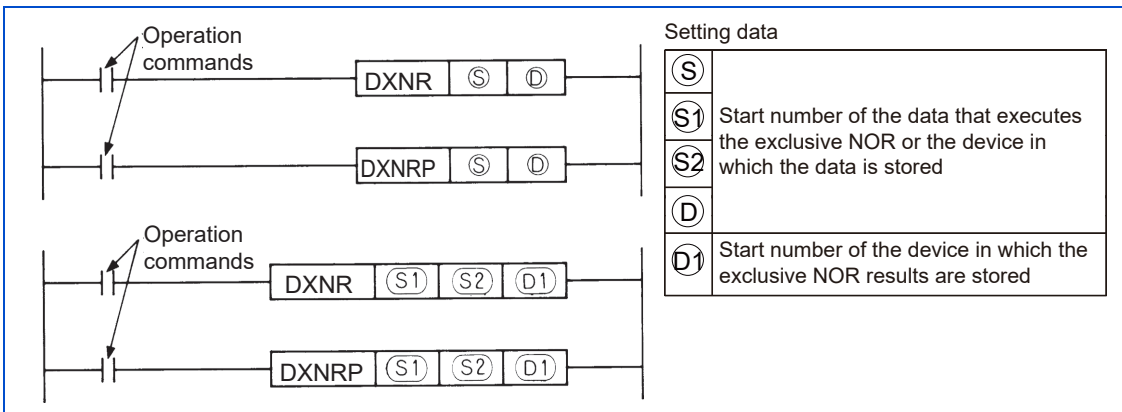 Operation
commands
DXNR Ⓢ Ⓓ
DXNRP Ⓢ Ⓓ
Operation
commands
DXNR S1 S2 D1
DXNRP S1 S2 D1
Setting data
Ⓢ
S1
S2
Ⓓ
Start number of the data that executes
the exclusive NOR or the device in
which the data is stored
D1
Start number of the device in which the
exclusive NOR results are stored